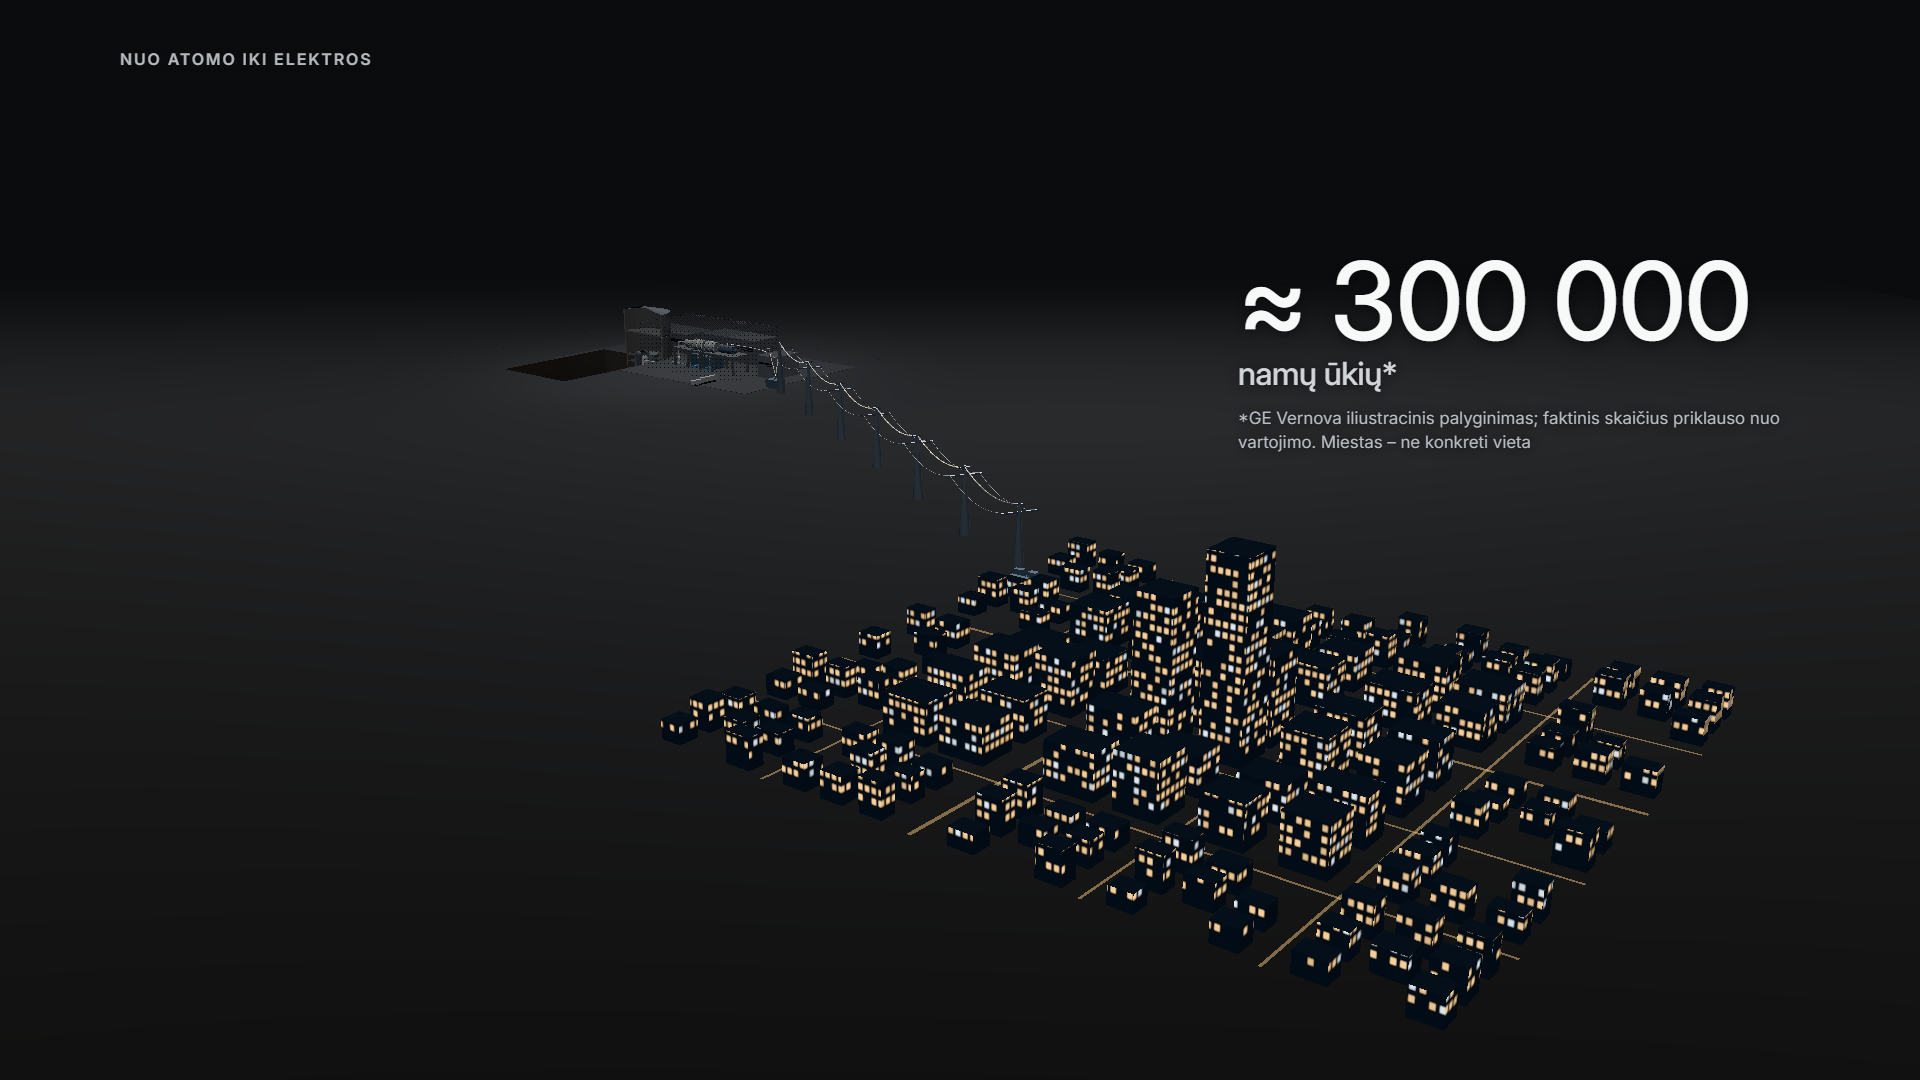 NUO ATOMO IKI ELEKTROS
≈ 300 000
namų ūkių*
*GE Vernova iliustracinis palyginimas; faktinis skaičius priklauso nuo
vartojimo. Miestas – ne konkreti vieta